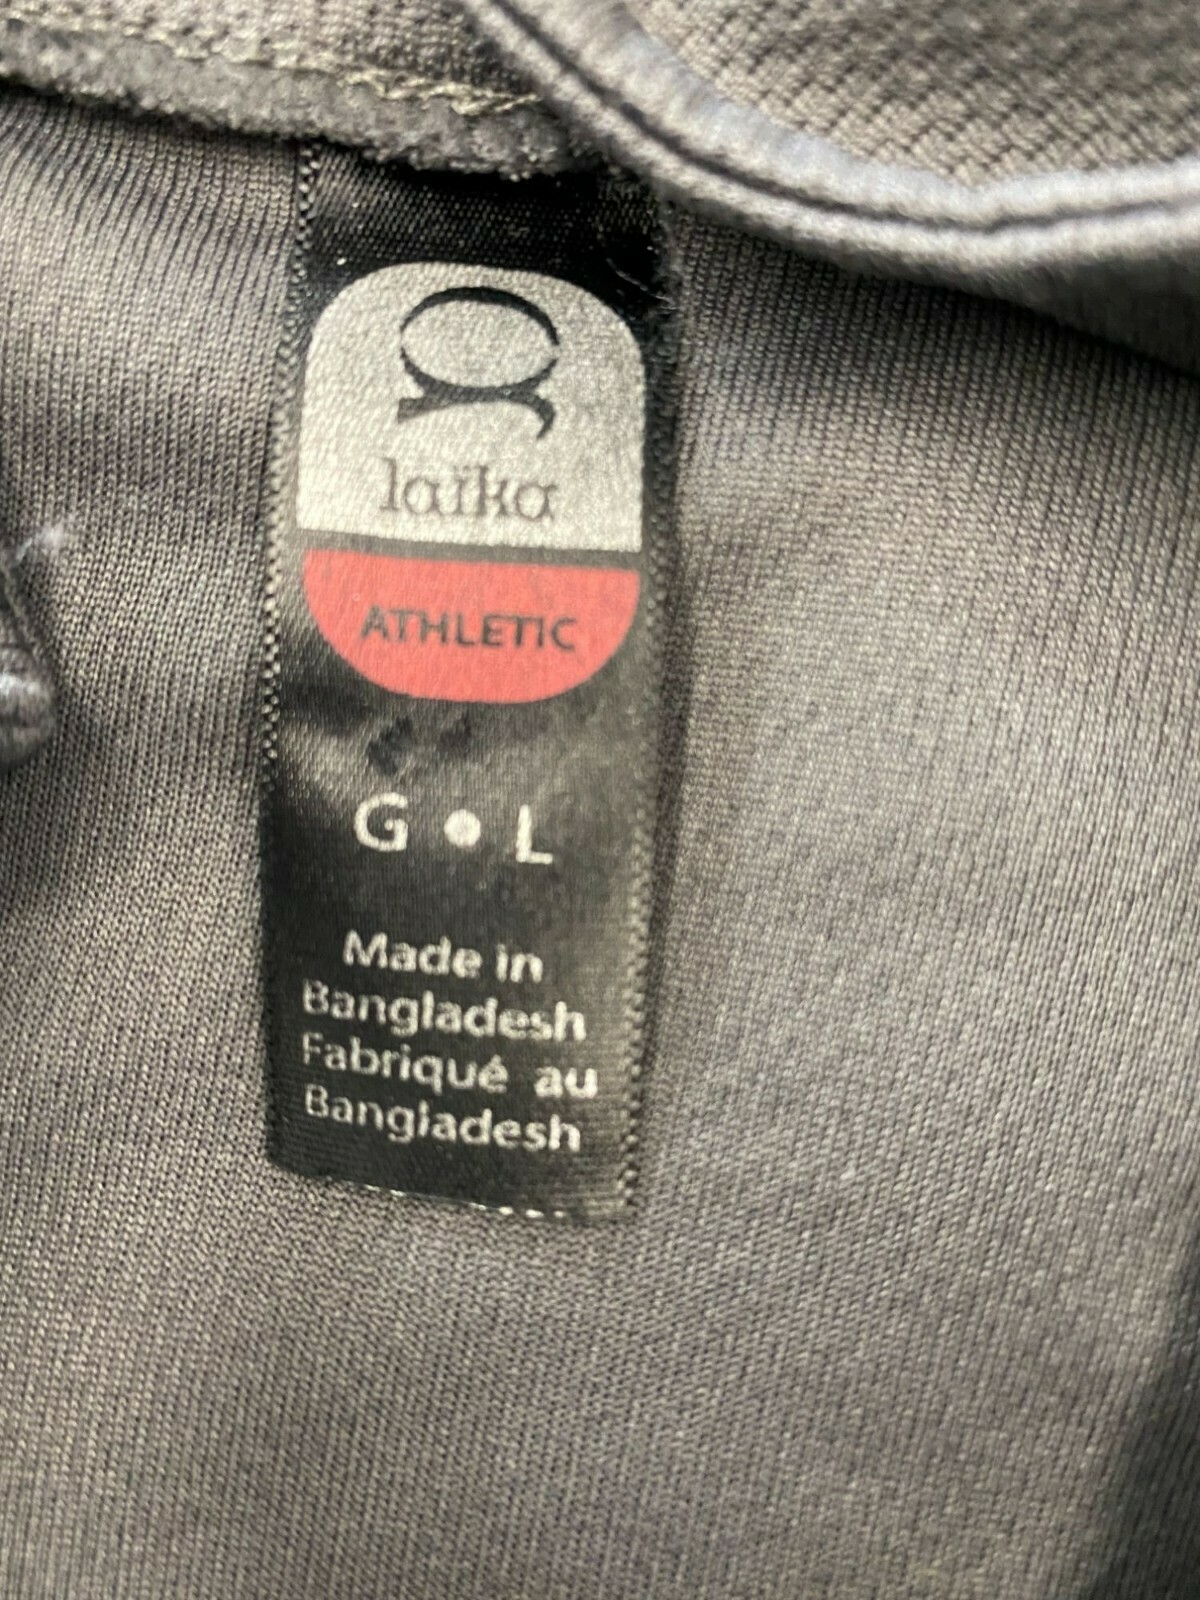 laïka
ATHLETIC
G • L
Made in
Bangladesh
Fabriqué au
Bangladesh